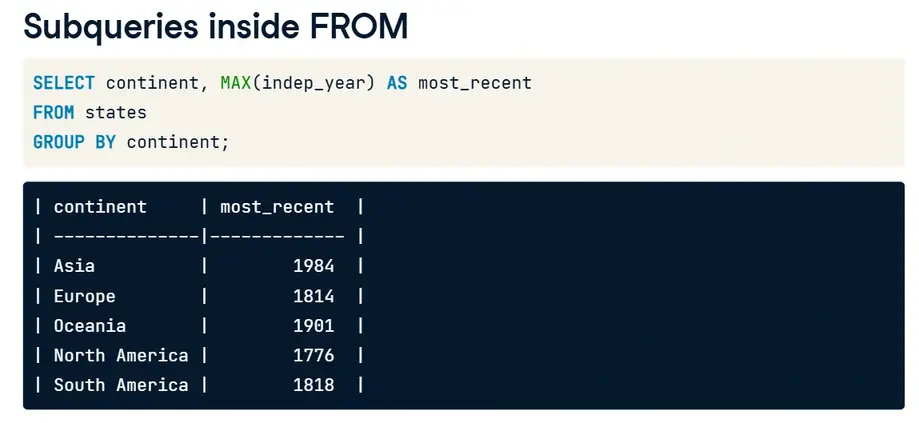 Subqueries inside FROM
SELECT continent, MAX(indep_year) AS most_recent
FROM states
GROUP BY continent;
| continent     | most_recent  |
| --------------|------------- |
| Asia          |        1984  |
| Europe        |        1814  |
| Oceania       |        1901  |
| North America |        1776  |
| South America |        1818  |